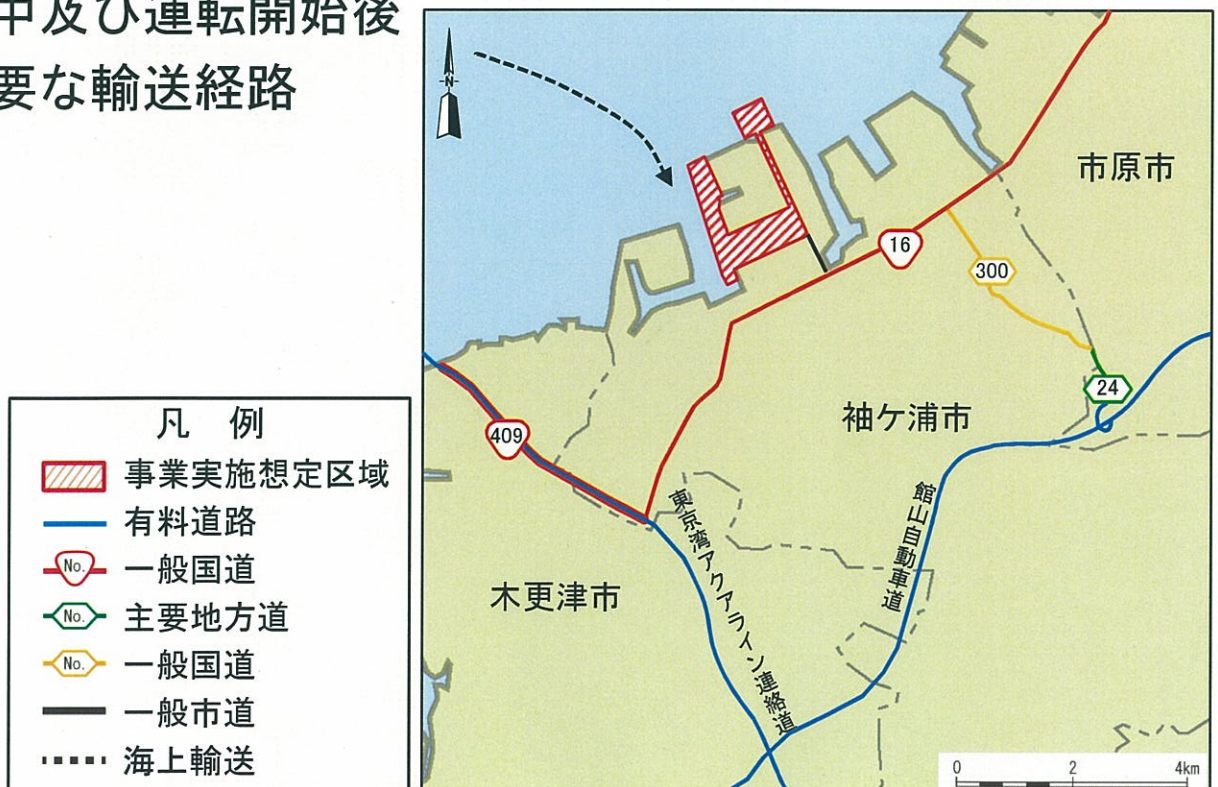 中及び運転開始後
要な輸送経路
N
市原市
16
300
24
409
袖ケ浦市
木更津市
東京湾アクアライン連絡道
館山自動車道
凡 例
事業実施想定区域
有料道路
No. 一般国道
No. 主要地方道
No. 一般国道
一般市道
海上輸送
0 2 4km